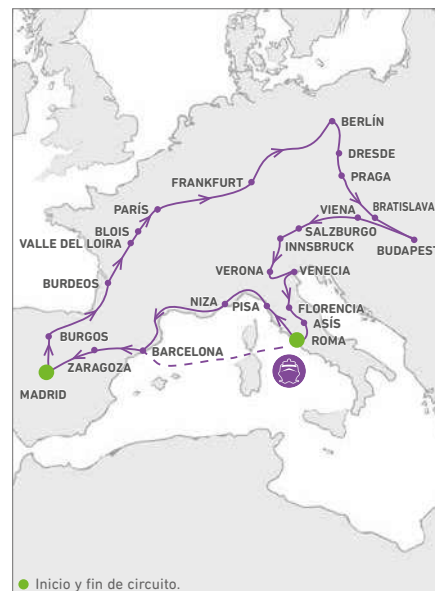 BERLÍN
DRESDE
PRAGA
FRANKFURT
PARÍS
BRATISLAVA
VIENA
BLOIS
SALZBURGO
VALLE DEL LOIRA
INNSBRUCK
BUDAPEST
VERONA
VENECIA
BURDEOS
NIZA
PISA
FLORENCIA
ASÍS
BURGOS
BARCELONA
ROMA
ZARAGOZA
MADRID
Inicio y fin de circuito.